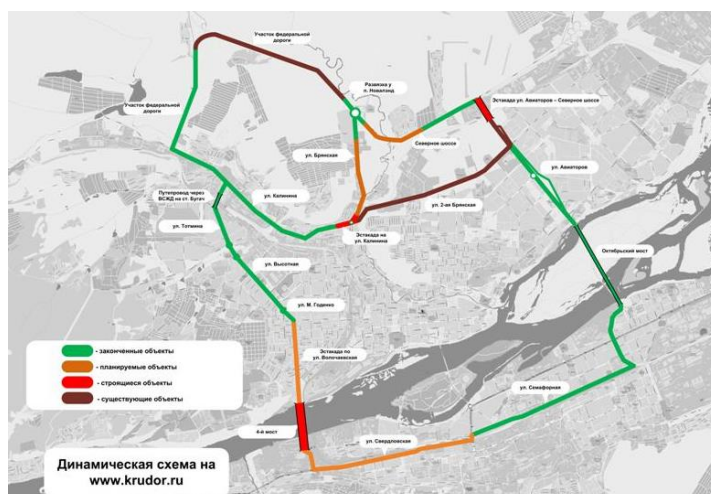 Участок федеральной
дороги
Участок федеральной
дороги
Развязка у
п. Нефаланд
Эстакада ул. Авиаторов – Северное шоссе
ул. Брянская
Северное шоссе
ул. Авиаторов
Путепровод через
ВСЖД на ст. Бугач
ул. Калинина
ул. 2-ая Брянская
ул. Тотмина
Эстакада на
ул. Калинина
Октябрьский мост
ул. Высотная
ул. М. Годенко
- законченные объекты
- планируемые объекты
- строящиеся объекты
- существующие объекты
Эстакада по
ул. Волочаевская
ул. Семафорная
4-й мост
ул. Свердловская
Динамическая схема на
www.krudor.ru